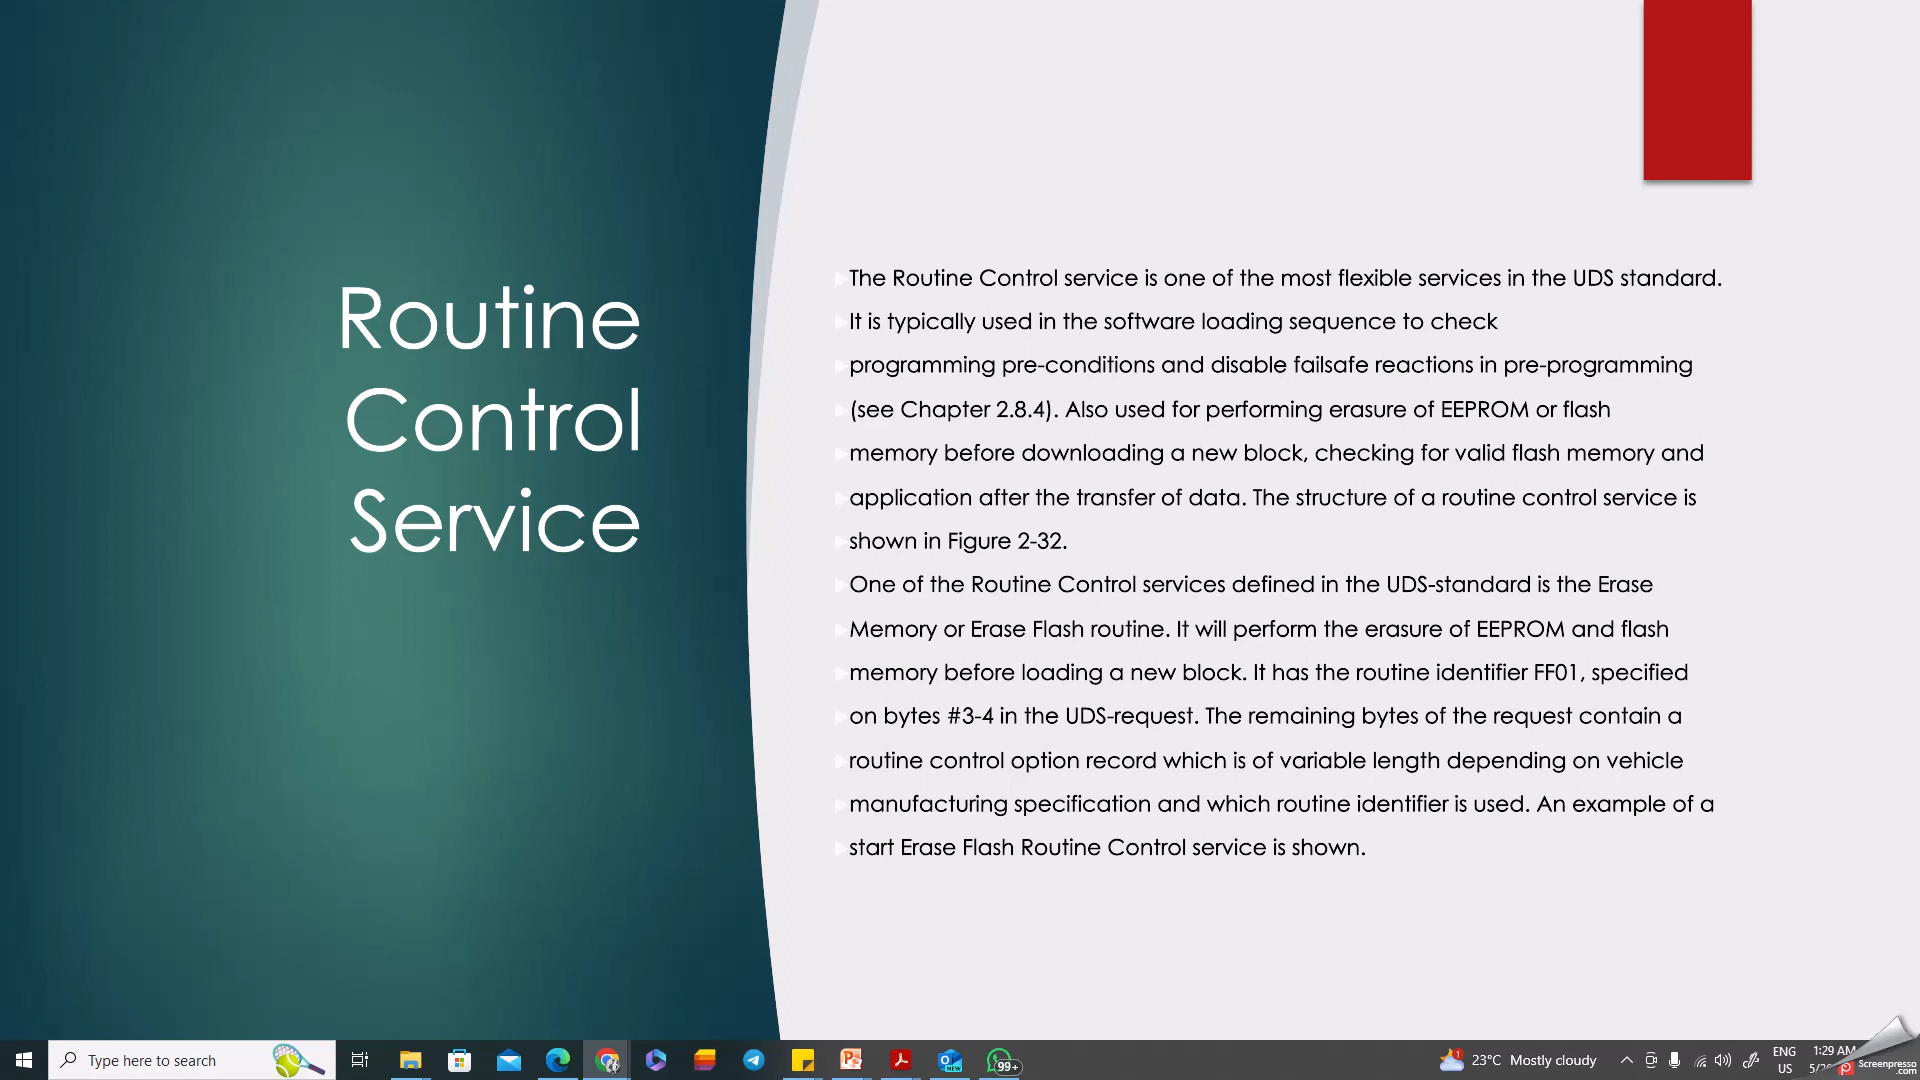 Routine
Control
Service
The Routine Control service is one of the most flexible services in the UDS standard.
It is typically used in the software loading sequence to check
programming pre-conditions and disable failsafe reactions in pre-programming
(see Chapter 2.8.4). Also used for performing erasure of EEPROM or flash
memory before downloading a new block, checking for valid flash memory and
application after the transfer of data. The structure of a routine control service is
shown in Figure 2-32.
One of the Routine Control services defined in the UDS-standard is the Erase
Memory or Erase Flash routine. It will perform the erasure of EEPROM and flash
memory before loading a new block. It has the routine identifier FF01, specified
on bytes #3-4 in the UDS-request. The remaining bytes of the request contain a
routine control option record which is of variable length depending on vehicle
manufacturing specification and which routine identifier is used. An example of a
start Erase Flash Routine Control service is shown.
Type here to search
NEW
99+
1
23°C Mostly cloudy
ENG
US
1:29 AM
Screenpresso
.com